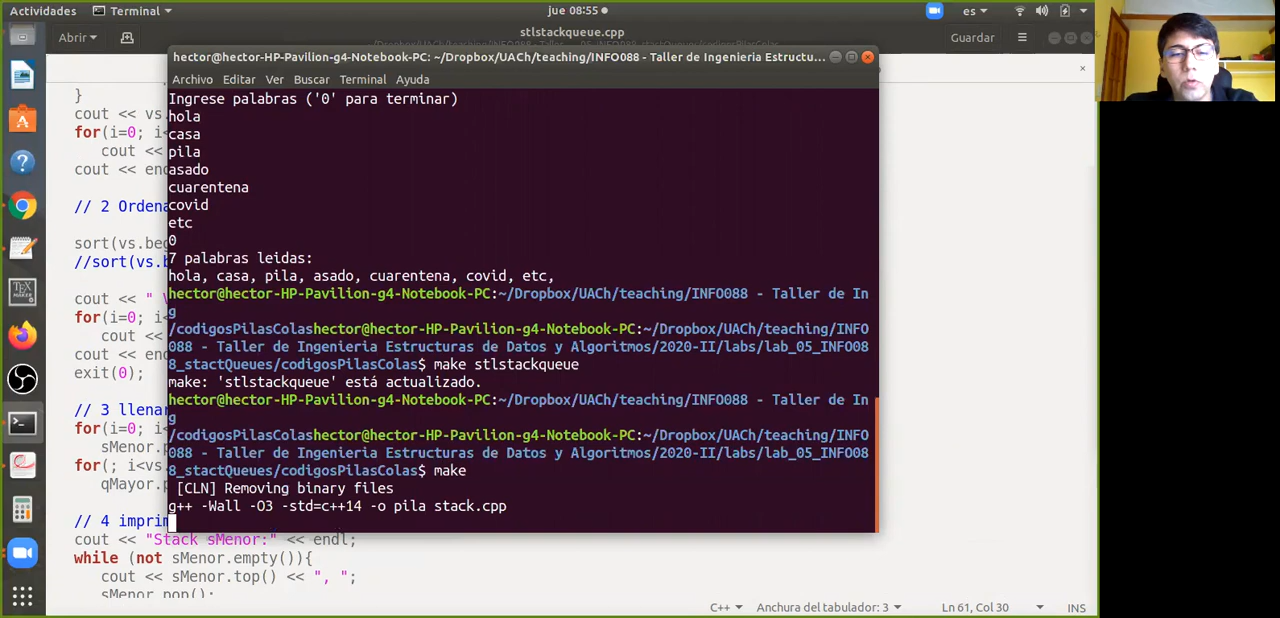 Actividades
Terminal
jue 08:55
es
Abrir
stlstackqueue.cpp
Guardar
hector@hector-HP-Pavilion-g4-Notebook-PC: ~/Dropbox/UACh/teaching/INFO088 - Taller de Ingenieria Estructu...
Archivo Editar Ver Buscar Terminal Ayuda
Ingrese palabras ('0' para terminar)
hola
casa
pila
asado
cuarentena
covid
etc
0
7 palabras leidas:
hola, casa, pila, asado, cuarentena, covid, etc,
hector@hector-HP-Pavilion-g4-Notebook-PC:~/Dropbox/UACh/teaching/INFO088 - Taller de In
g
/codigosPilasColashector@hector-HP-Pavilion-g4-Notebook-PC:~/Dropbox/UACh/teaching/INFO
088 - Taller de Ingenieria Estructuras de Datos y Algoritmos/2020-II/labs/lab_05_INFO08
8_stactQueues/codigosPilasColas$ make stlstackqueue
make: 'stlstackqueue' está actualizado.
hector@hector-HP-Pavilion-g4-Notebook-PC:~/Dropbox/UACh/teaching/INFO088 - Taller de In
g
/codigosPilasColashector@hector-HP-Pavilion-g4-Notebook-PC:~/Dropbox/UACh/teaching/INFO
088 - Taller de Ingenieria Estructuras de Datos y Algoritmos/2020-II/labs/lab_05_INFO08
8_stactQueues/codigosPilasColas$ make
[CLN] Removing binary files
g++ -Wall -O3 -std=c++14 -o pila stack.cpp
}
cout << vs.
for(i=0; i<
cout <<
cout << en
// 2 Ordena
sort(vs.beg
//sort(vs.b
cout << "
for(i=0; i<
cout <<
cout << end
exit(0);
// 3 llenar
for(i=0; i<
sMenor.p
for(; i<vs.
qMayor.p
// 4 imprim
cout << "Stack sMenor:" << endl;
while (not sMenor.empty()){
cout << sMenor.top() << ", ";
sMenor.pop();
C++
Anchura del tabulador: 3
Ln 61, Col 30
INS